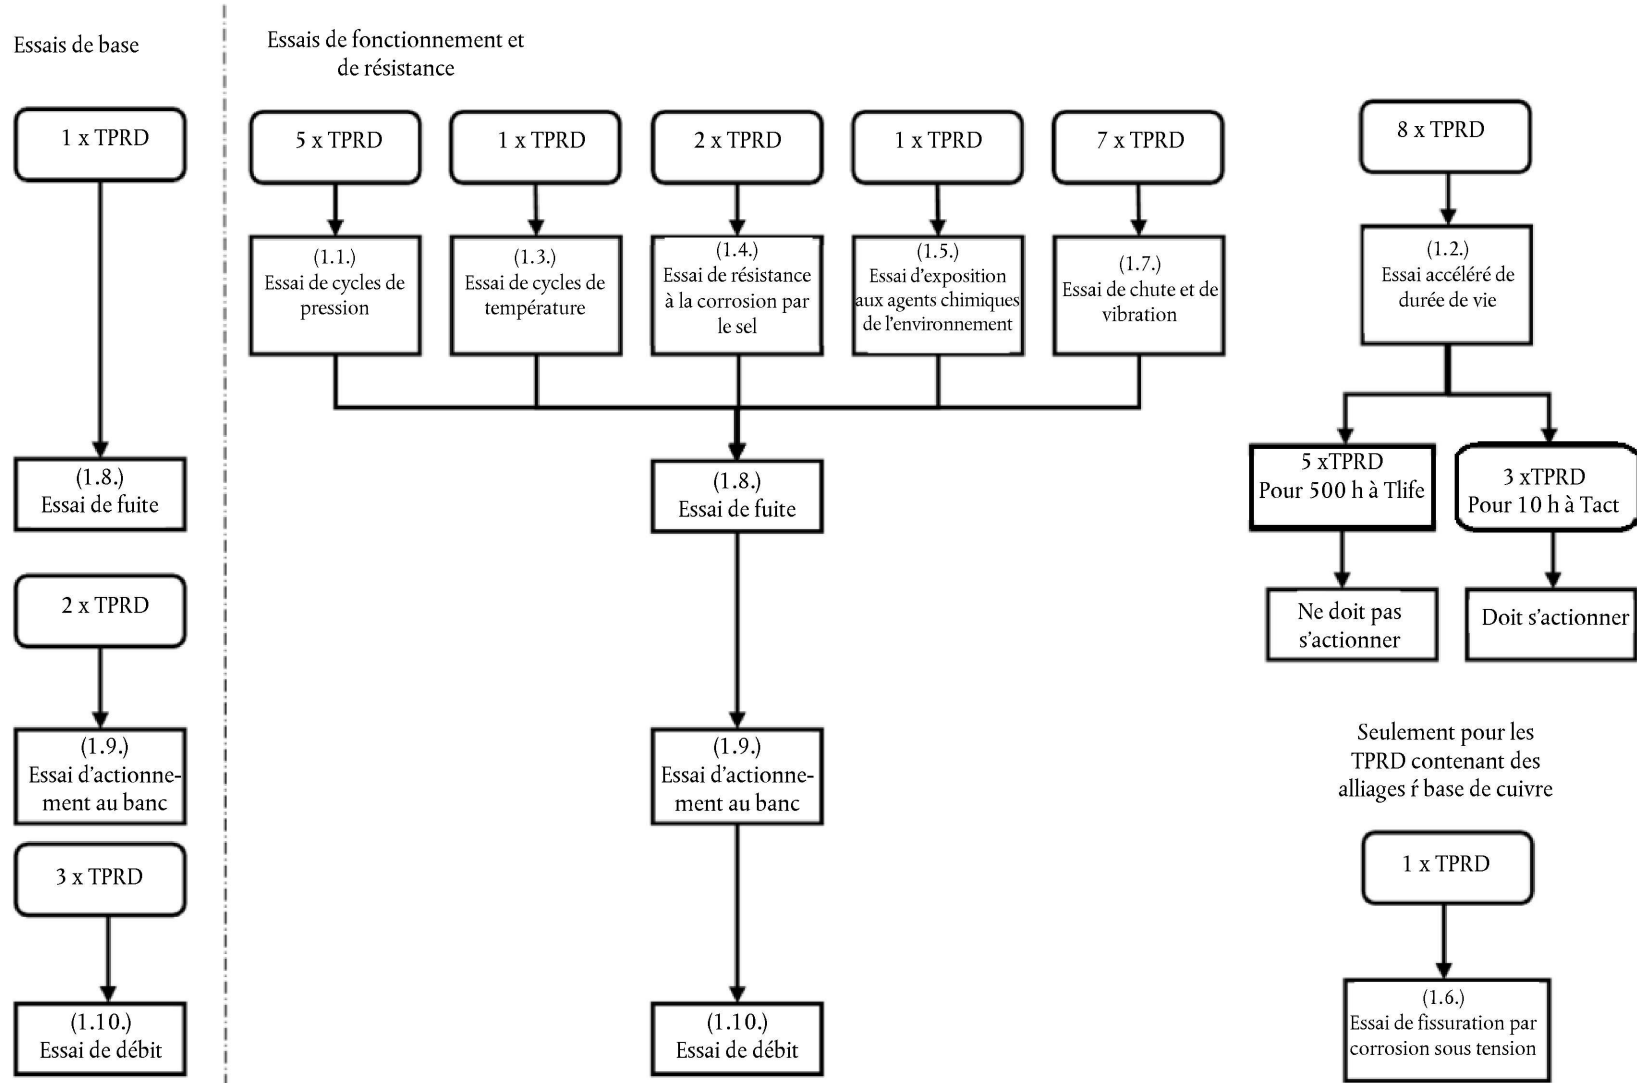 Essais de base
1 x TPRD
(1.8.)
Essai de fuite
2 x TPRD
(1.9.)
Essai d'actionne-
ment au banc
3 x TPRD
(1.10.)
Essai de débit
Essais de fonctionnement et
de résistance
5 x TPRD
(1.1.)
Essai de cycles de
pression
1 x TPRD
(1.3.)
Essai de cycles de
température
2 x TPRD
(1.4.)
Essai de résistance
à la corrosion par
le sel
1 x TPRD
(1.5.)
Essai d'exposition
aux agents chimiques
de l'environnement
7 x TPRD
(1.7.)
Essai de chute et de
vibration
(1.8.)
Essai de fuite
(1.9.)
Essai d'actionne-
ment au banc
(1.10.)
Essai de débit
8 x TPRD
(1.2.)
Essai accéléré de
durée de vie
5 xTPRD
Pour 500 h à Tlife
Ne doit pas
s'actionner
3 xTPRD
Pour 10 h à Tact
Doit s'actionner
Seulement pour les
TPRD contenant des
alliages ŕ base de cuivre
1 x TPRD
(1.6.)
Essai de fissuration par
corrosion sous tension